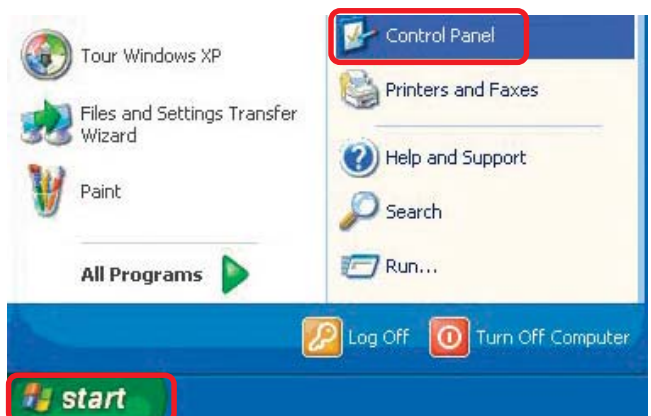 Tour Windows XP
Files and Settings Transfer
Wizard
Paint
All Programs
Control Panel
Printers and Faxes
Help and Support
Search
Run...
Log Off
Turn Off Computer
start